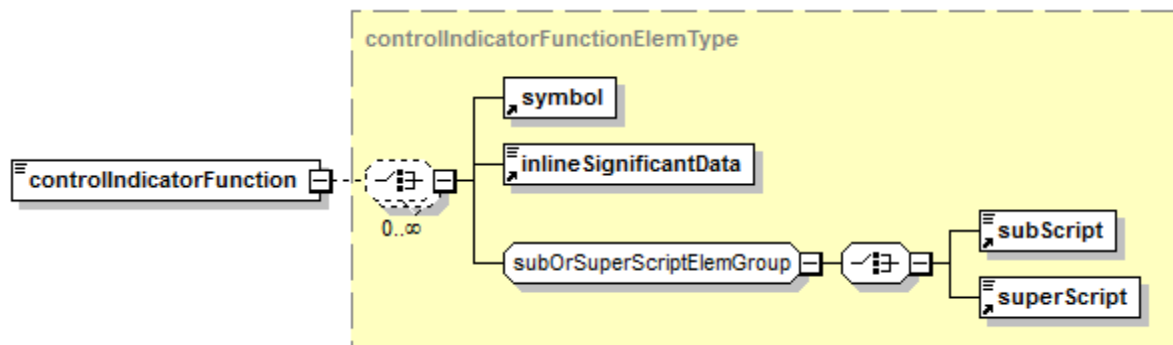 controlIndicatorFunctionElemType
symbol
inlineSignificantData
controlIndicatorFunction
0..∞
subOrSuperScriptElemGroup
subScript
superScript